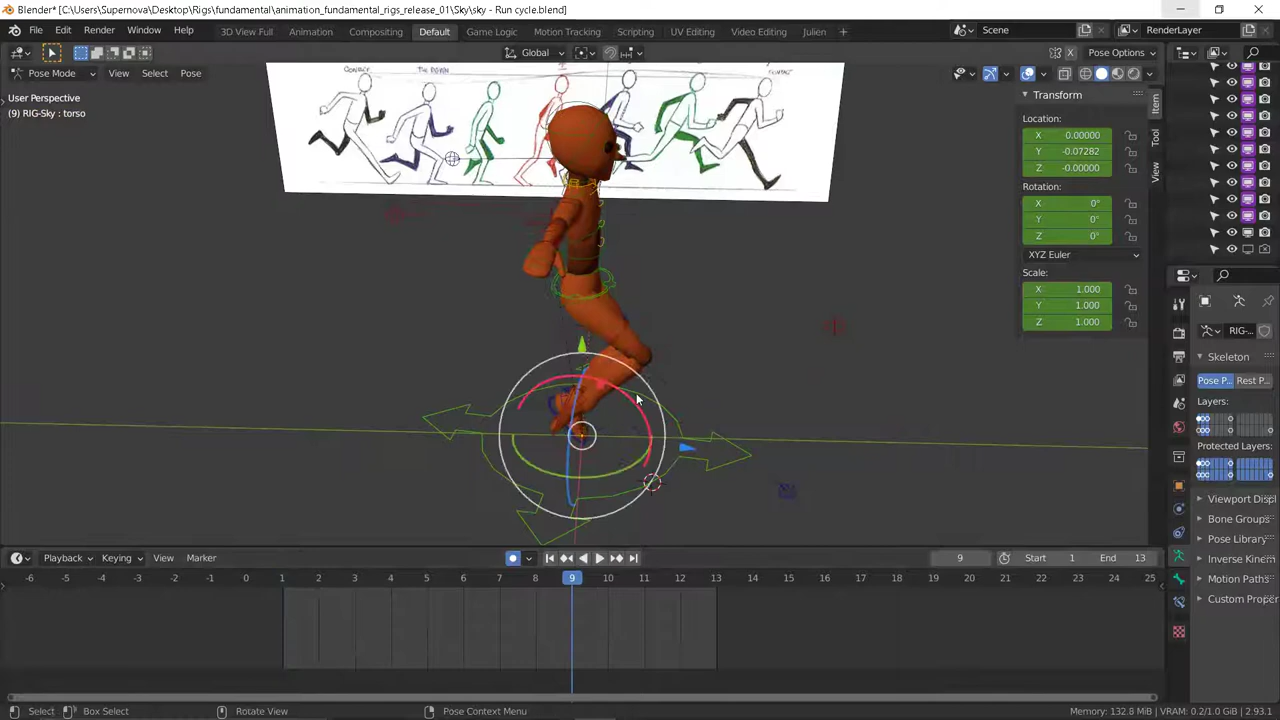 Blender* [C:\Users\Supernova\Desktop\Rigs\fundamental\animation_fundamental_rigs_release_01\Sky\sky - Run cycle.blend]
File Edit Render Window Help 3D View Full Animation Compositing Default Game Logic Motion Tracking Scripting UV Editing Video Editing Julien Scene RenderLayer
Global Pose Options
Pose Mode View Select Pose
User Perspective
(9) RIG-Sky : torso
CONTACT
CONTACT
Transform
Location:
X 0.00000
Y -0.07282
Z -0.00000
Rotation:
X 0°
Y 0°
Z 0°
XYZ Euler
Scale:
X 1.000
Y 1.000
Z 1.000
Item
Tool
View
RIG-...
Skeleton
Pose P... Rest P...
Layers:
Protected Layers:
Viewport Displ
Bone Groups
Pose Library
Inverse Kinem
Motion Paths
Custom Proper
Playback Keying View Marker 9 Start 1 End 13
-6 -5 -4 -3 -2 -1 0 1 2 3 4 5 6 7 8 9 10 11 12 13 14 15 16 17 18 19 20 21 22 23 24 25
Select Box Select Rotate View Pose Context Menu Memory: 132.8 MiB | VRAM: 0.2/1.0 GiB | 2.93.1